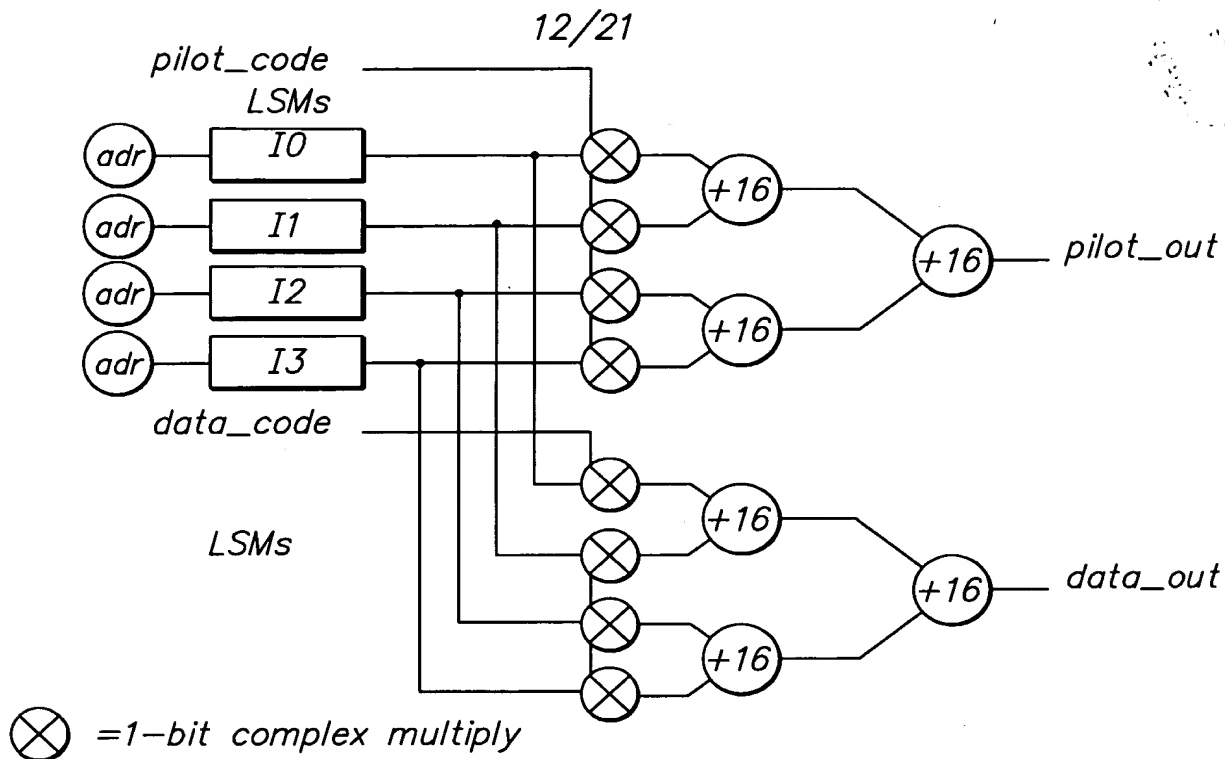 12/21
pilot_code
LSMs
adr
I0
adr
I1
adr
I2
adr
I3
+16
+16
+16
pilot_out
data_code
LSMs
+16
+16
+16
data_out
=1-bit complex multiply